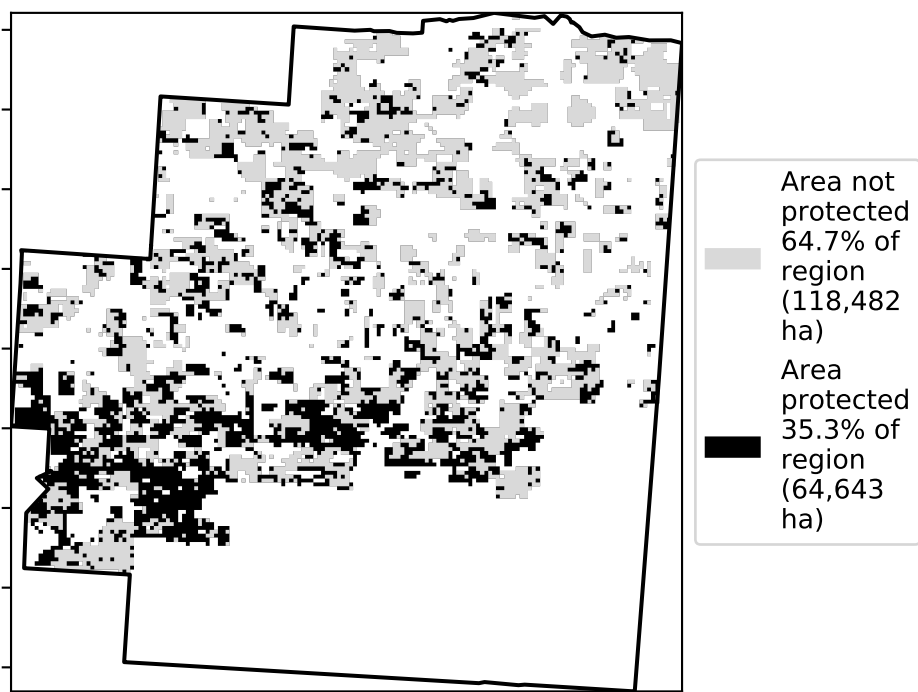 Area not
protected
64.7% of
region
(118,482
ha)
Area
protected
35.3% of
region
(64,643
ha)